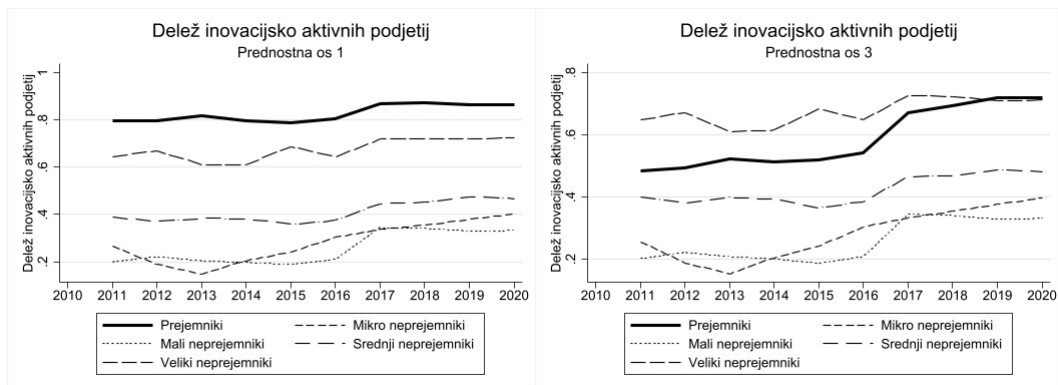 Delež inovacijsko aktivnih podjetij
Prednostna os 1
Delež inovacijsko aktivnih podjetij
1
.8
.6
.4
.2
2010 2011 2012 2013 2014 2015 2016 2017 2018 2019 2020
Prejemniki Mikro neprejemniki
Mali neprejemniki Srednji neprejemniki
Veliki neprejemniki
Delež inovacijsko aktivnih podjetij
Prednostna os 3
Delež inovacijsko aktivnih podjetij
.8
.6
.4
.2
2010 2011 2012 2013 2014 2015 2016 2017 2018 2019 2020
Prejemniki Mikro neprejemniki
Mali neprejemniki Srednji neprejemniki
Veliki neprejemniki